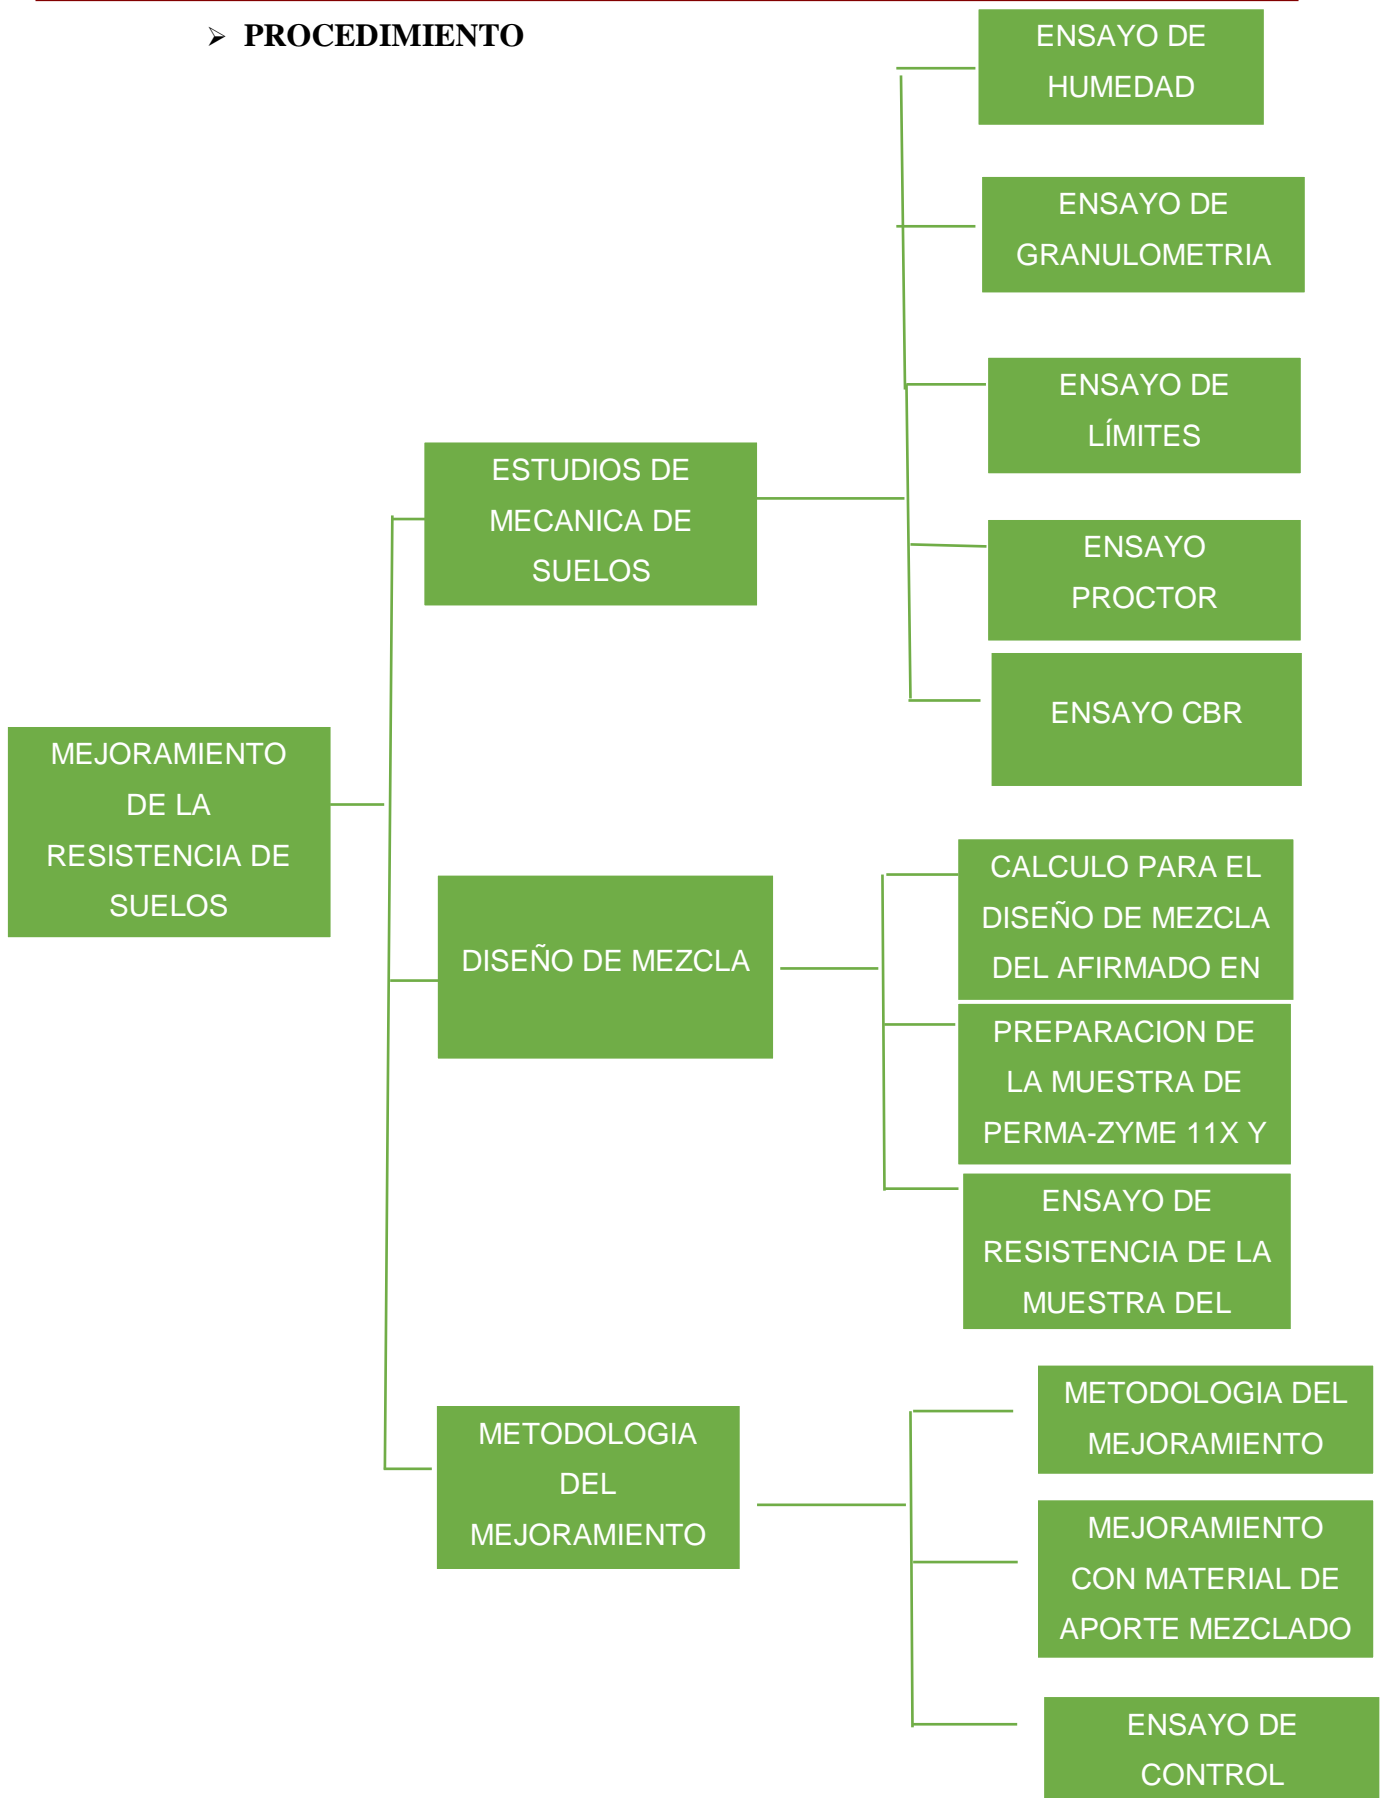 ➢ PROCEDIMIENTO
ENSAYO DE
HUMEDAD
ENSAYO DE
GRANULOMETRIA
ENSAYO DE
LÍMITES
ESTUDIOS DE
MECANICA DE
SUELOS
ENSAYO
PROCTOR
ENSAYO CBR
MEJORAMIENTO
DE LA
RESISTENCIA DE
SUELOS
CALCULO PARA EL
DISEÑO DE MEZCLA
DEL AFIRMADO EN
DISEÑO DE MEZCLA
PREPARACION DE
LA MUESTRA DE
PERMA-ZYME 11X Y
ENSAYO DE
RESISTENCIA DE LA
MUESTRA DEL
METODOLOGIA DEL
MEJORAMIENTO
METODOLOGIA
DEL
MEJORAMIENTO
MEJORAMIENTO
CON MATERIAL DE
APORTE MEZCLADO
ENSAYO DE
CONTROL